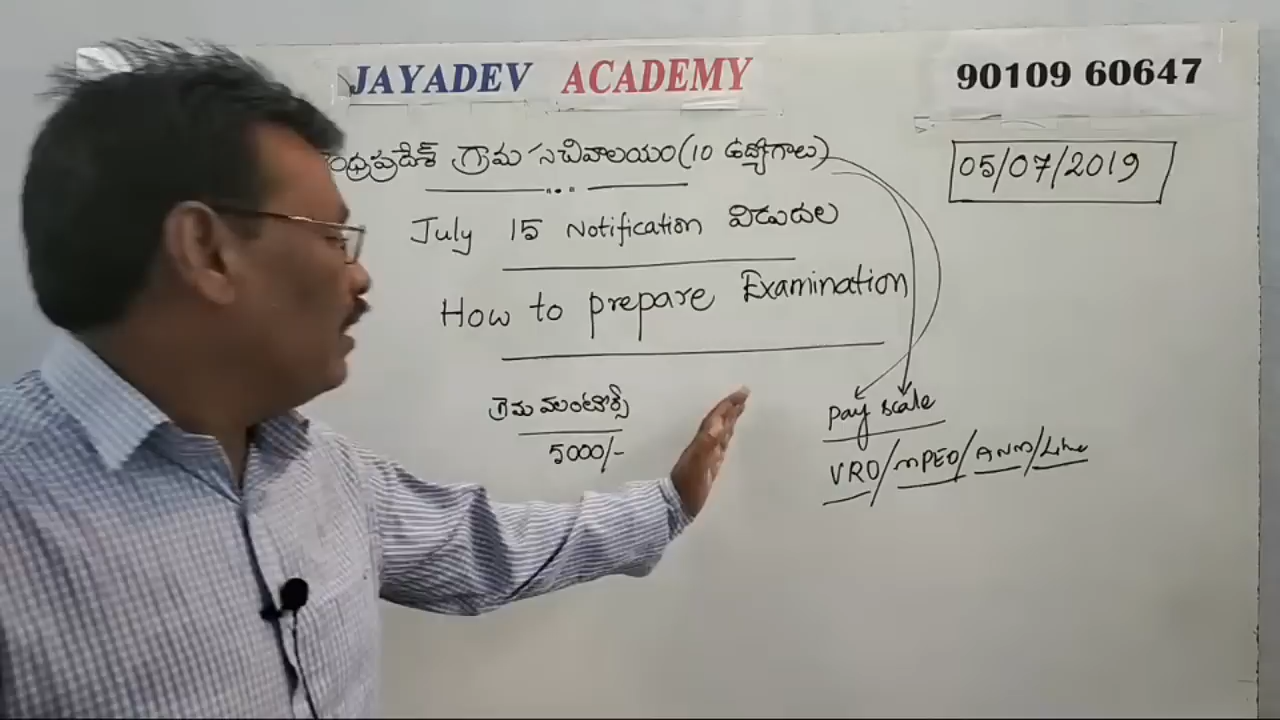 JAYADEV ACADEMY
90109 60647
ంధ్రప్రదేశ్ గ్రామ సచివాలయం(10 ఉద్యోగాలు)
05/07/2019
July 15 Notification విడుదల
How to prepare Examination
గ్రామ వలంటీర్స్
5000/-
pay scale
VRO/MPEO/ANM/Line